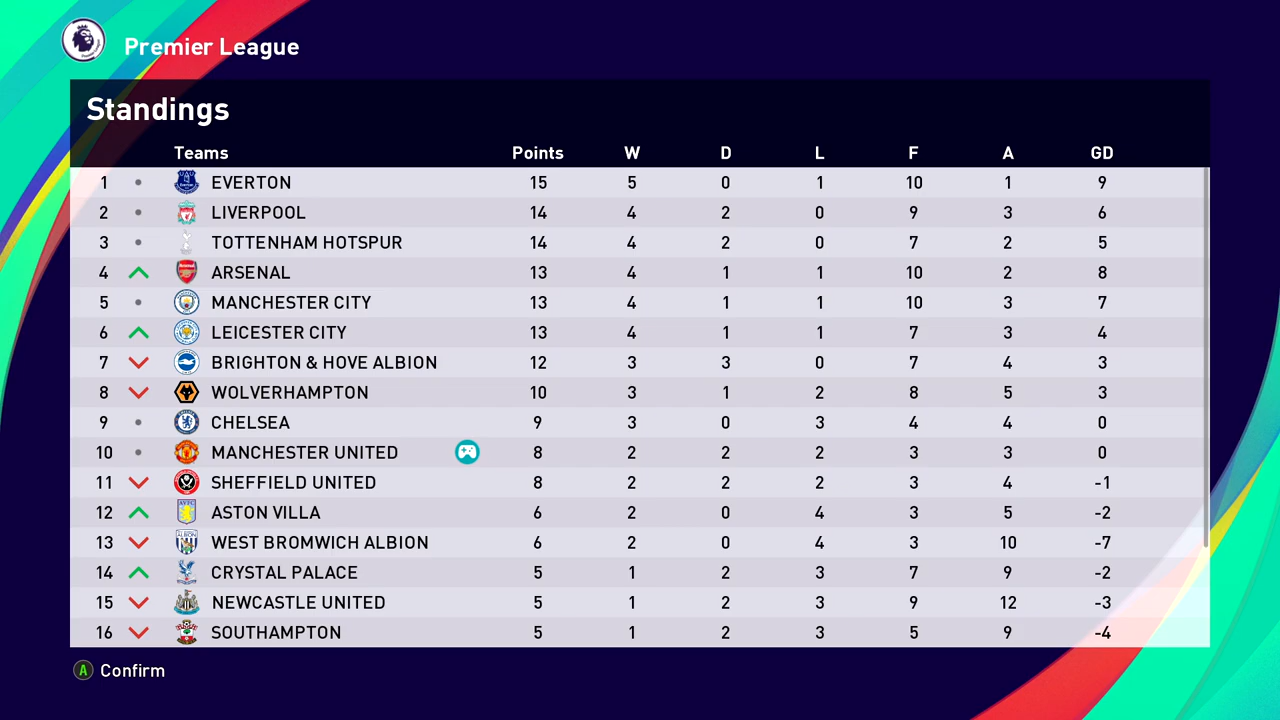 Premier League
Standings
Teams Points W D L F A GD
1 EVERTON 15 5 0 1 10 1 9
2 LIVERPOOL 14 4 2 0 9 3 6
3 TOTTENHAM HOTSPUR 14 4 2 0 7 2 5
4 ARSENAL 13 4 1 1 10 2 8
5 MANCHESTER CITY 13 4 1 1 10 3 7
6 LEICESTER CITY 13 4 1 1 7 3 4
7 BRIGHTON & HOVE ALBION 12 3 3 0 7 4 3
8 WOLVERHAMPTON 10 3 1 2 8 5 3
9 CHELSEA 9 3 0 3 4 4 0
10 MANCHESTER UNITED 8 2 2 2 3 3 0
11 SHEFFIELD UNITED 8 2 2 2 3 4 -1
12 ASTON VILLA 6 2 0 4 3 5 -2
13 WEST BROMWICH ALBION 6 2 0 4 3 10 -7
14 CRYSTAL PALACE 5 1 2 3 7 9 -2
15 NEWCASTLE UNITED 5 1 2 3 9 12 -3
16 SOUTHAMPTON 5 1 2 3 5 9 -4
A Confirm